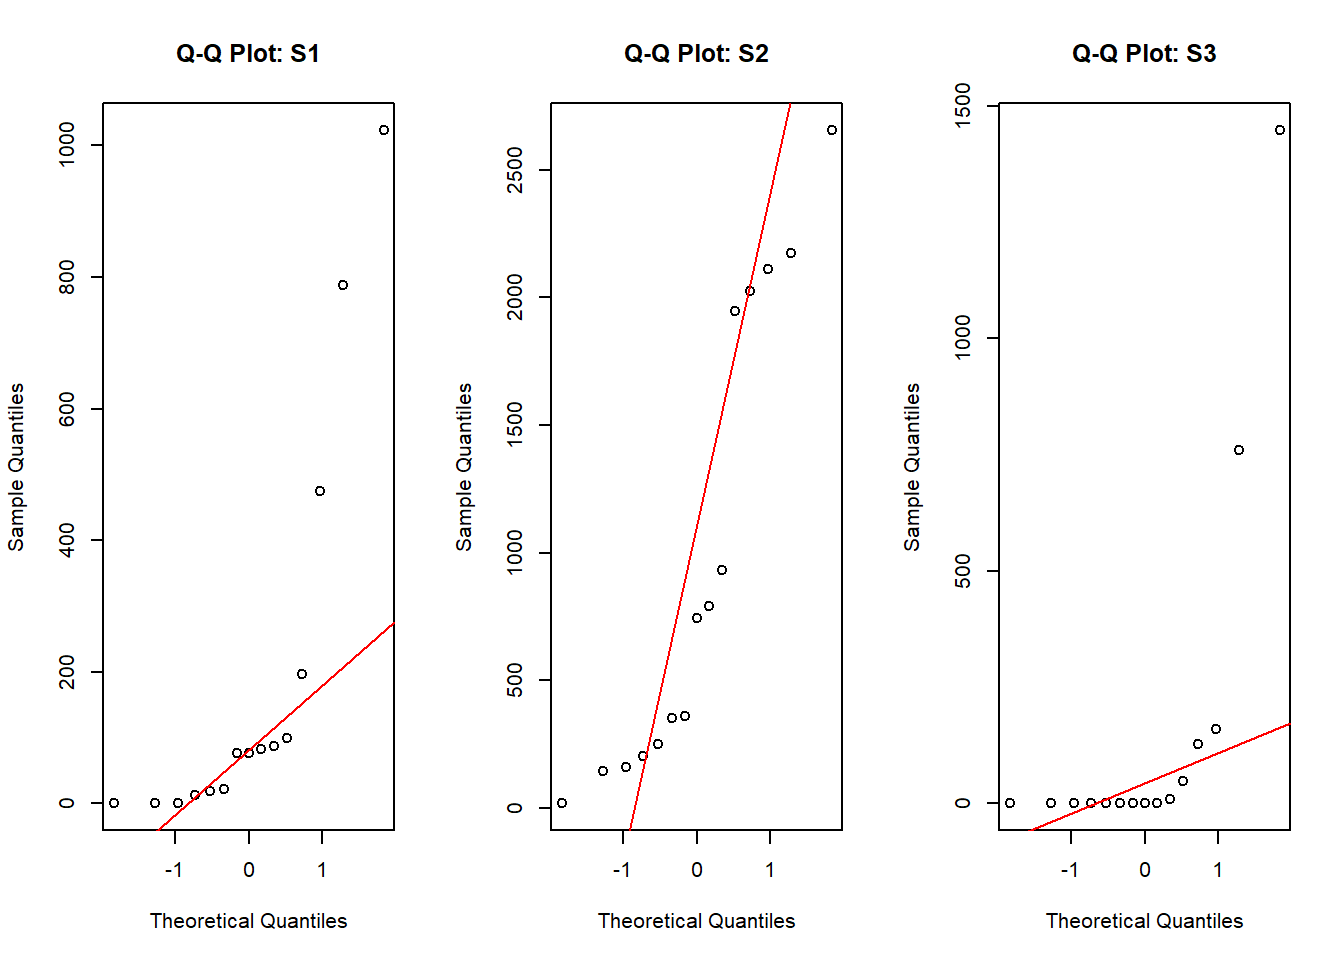 Q-Q Plot: S1
Sample Quantiles
1000
800
600
400
200
0
-1 0 1
Theoretical Quantiles
Q-Q Plot: S2
Sample Quantiles
2500
2000
1500
1000
500
0
-1 0 1
Theoretical Quantiles
Q-Q Plot: S3
Sample Quantiles
1500
1000
500
0
-1 0 1
Theoretical Quantiles